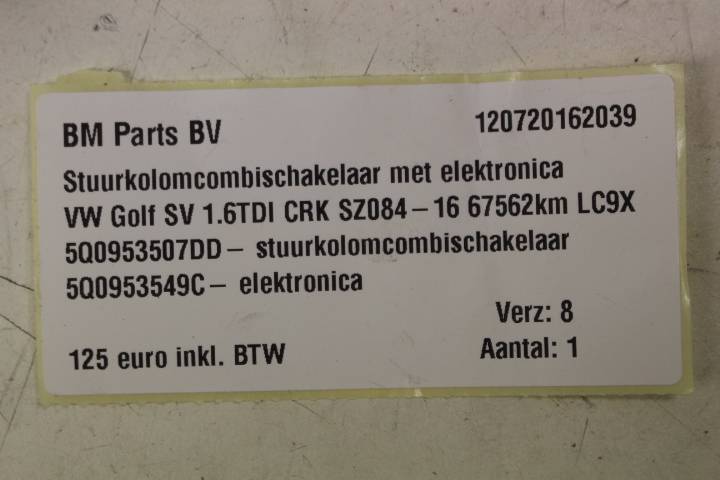 BM Parts BV 120720162039
Stuurkolomcombischakelaar met elektronica
VW Golf SV 1.6TDI CRK SZ084 – 16 67562km LC9X
5Q0953507DD – stuurkolomcombischakelaar
5Q0953549C – elektronica
Verz: 8
125 euro inkl. BTW Aantal: 1